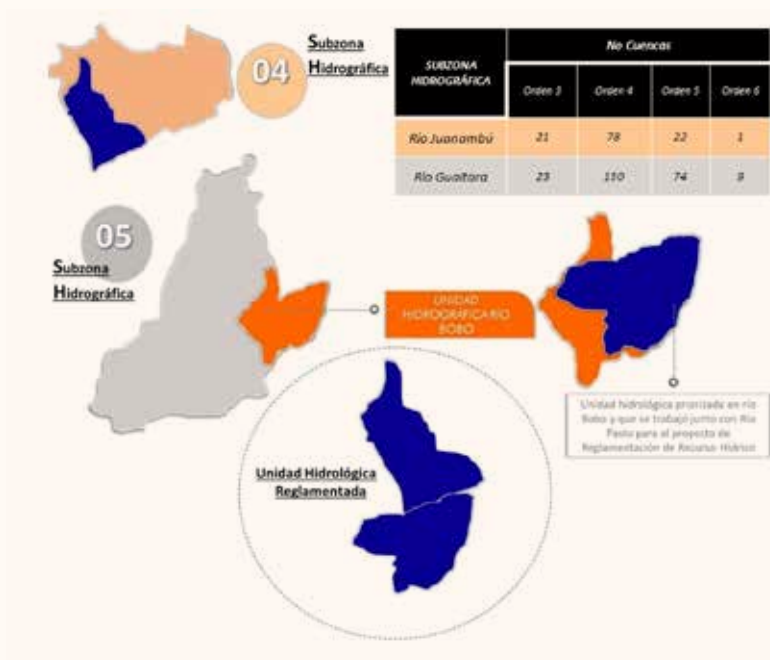 04
Subzona
Hidrográfica
SUBZONA
HIDROGRÁFICA
No Cuencas
Orden 3
Orden 4
Orden 5
Orden 6
Río Juanambú
21
78
22
1
Río Guaitara
23
110
74
9
05
Subzona
Hidrográfica
UNIDAD
HIDROGRÁFICA RÍO
BOBO
Unidad hidrológica priorizada en río
Bobo y que se trabajó junto con Río
Pasto para el proyecto de
Reglamentación de Recurso Hídrico
Unidad Hidrológica
Reglamentada